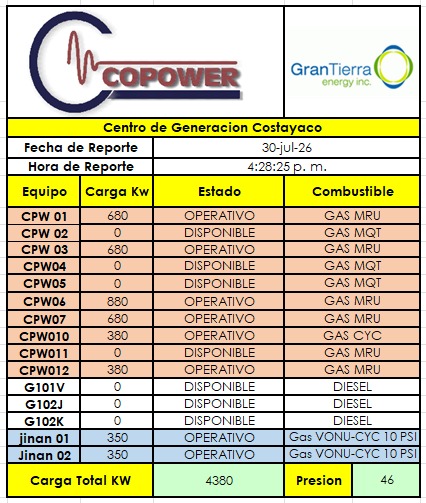 COPOWER
GranTierra
energy inc.
Centro de Generacion Costayaco
Fecha de Reporte 30-jul-26
Hora de Reporte 4:28:25 p. m.
Equipo Carga Kw Estado Combustible
CPW 01 680 OPERATIVO GAS MRU
CPW 02 0 DISPONIBLE GAS MQT
CPW 03 680 OPERATIVO GAS MRU
CPW04 0 DISPONIBLE GAS MQT
CPW05 0 DISPONIBLE GAS MQT
CPW06 880 OPERATIVO GAS MRU
CPW07 680 OPERATIVO GAS MRU
CPW010 380 OPERATIVO GAS CYC
CPW011 0 DISPONIBLE GAS MRU
CPW012 380 OPERATIVO GAS MRU
G101V 0 DISPONIBLE DIESEL
G102J 0 DISPONIBLE DIESEL
G102K 0 DISPONIBLE DIESEL
jinan 01 350 OPERATIVO Gas VONU-CYC 10 PSI
Jinan 02 350 OPERATIVO Gas VONU-CYC 10 PSI
Carga Total KW 4380 Presion 46